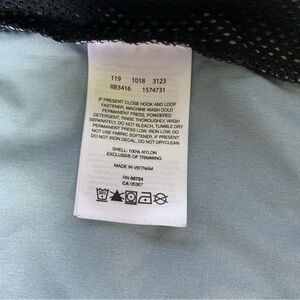 119 1018 3123
RB3416 1574731
IF PRESENT CLOSE HOOK AND LOOP
FASTENER, MACHINE WASH COLD
PERMANENT PRESS, POWDERED
DETERGENT, RINSE THOROUGHLY, WASH
SEPARATELY, DO NOT BLEACH, TUMBLE DRY
PERMANENT PRESS LOW, IRON LOW, DO
NOT USE FABRIC SOFTENER, IF PRESENT
DO NOT IRON TRIM, DO NOT DRYCLEAN
SHELL: 100% NYLON
EXCLUSIVE OF TRIMMING
MADE IN VIETNAM
RN 69724
CA 05367